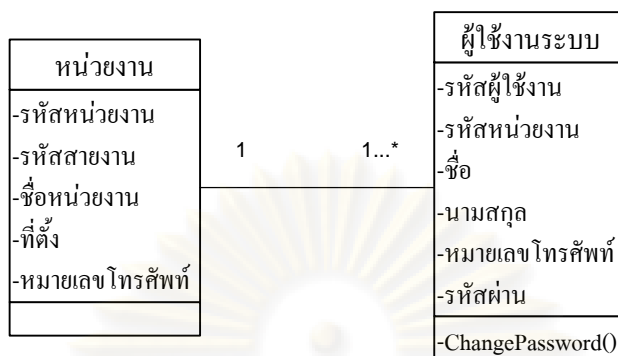 หน่วยงาน
-รหัสหน่วยงาน
-รหัสสายงาน
-ชื่อหน่วยงาน
-ที่ตั้ง
-หมายเลขโทรศัพท์
1
1...*
ผู้ใช้งานระบบ
-รหัสผู้ใช้งาน
-รหัสหน่วยงาน
-ชื่อ
-นามสกุล
-หมายเลขโทรศัพท์
-รหัสผ่าน
-ChangePassword()